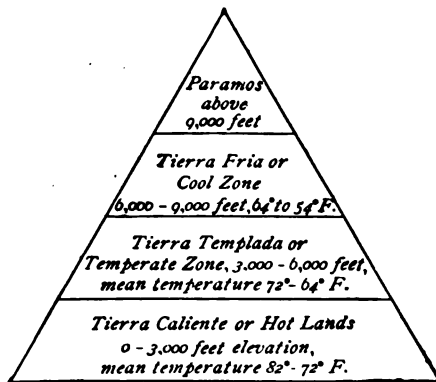 Paramos
above
9,000 feet
Tierra Fria or
Cool Zone
6,000 - 9,000 feet, 64° to 54° F.
Tierra Templada or
Temperate Zone, 3.000 - 6,000 feet,
mean temperature 72° - 64° F.
Tierra Caliente or Hot Lands
0 - 3,000 feet elevation,
mean temperature 82° - 72° F.